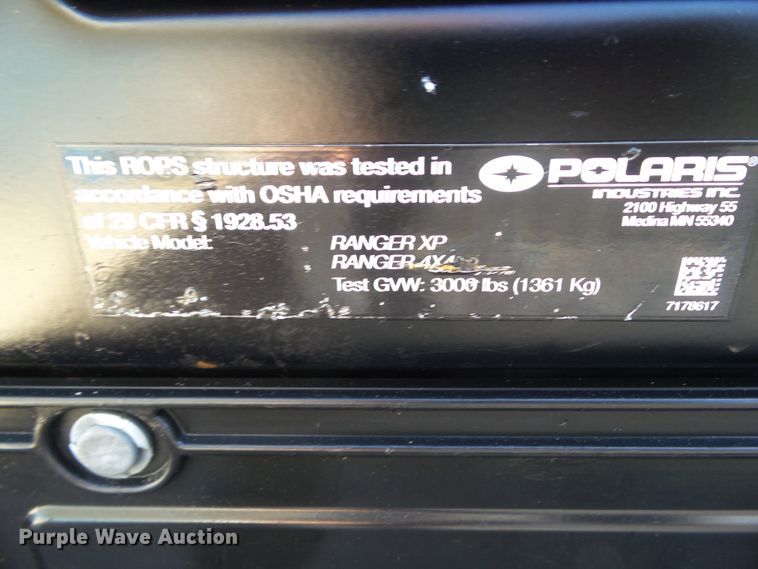 This ROPS structure was tested in
accordance with OSHA requirements
of 29 CFR § 1928.53
Vehicle Model: RANGER XP
RANGER 4X4
Test GVW: 3000 lbs (1361 Kg)
POLARIS®
INDUSTRIES INC.
2100 Highway 55
Medina MN 55340
7178617
Purple Wave Auction